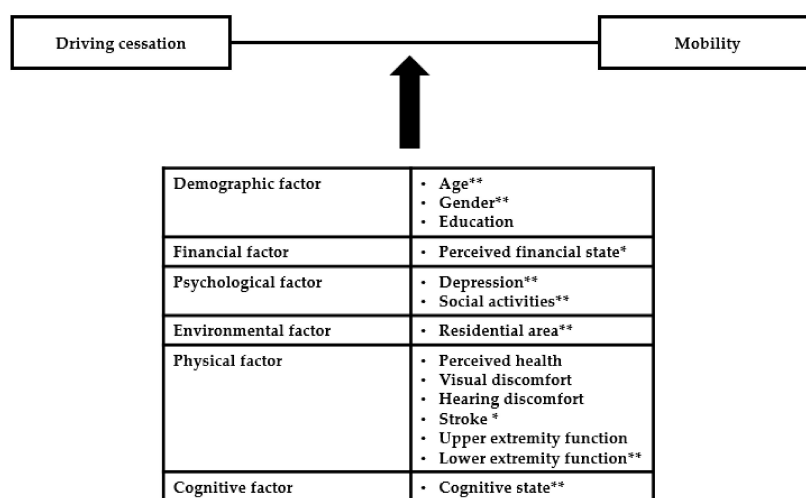 Driving cessation
Mobility
Demographic factor
• Age**
• Gender**
• Education
Financial factor
• Perceived financial state*
Psychological factor
• Depression**
• Social activities**
Environmental factor
• Residential area**
Physical factor
• Perceived health
• Visual discomfort
• Hearing discomfort
• Stroke *
• Upper extremity function
• Lower extremity function**
Cognitive factor
• Cognitive state**